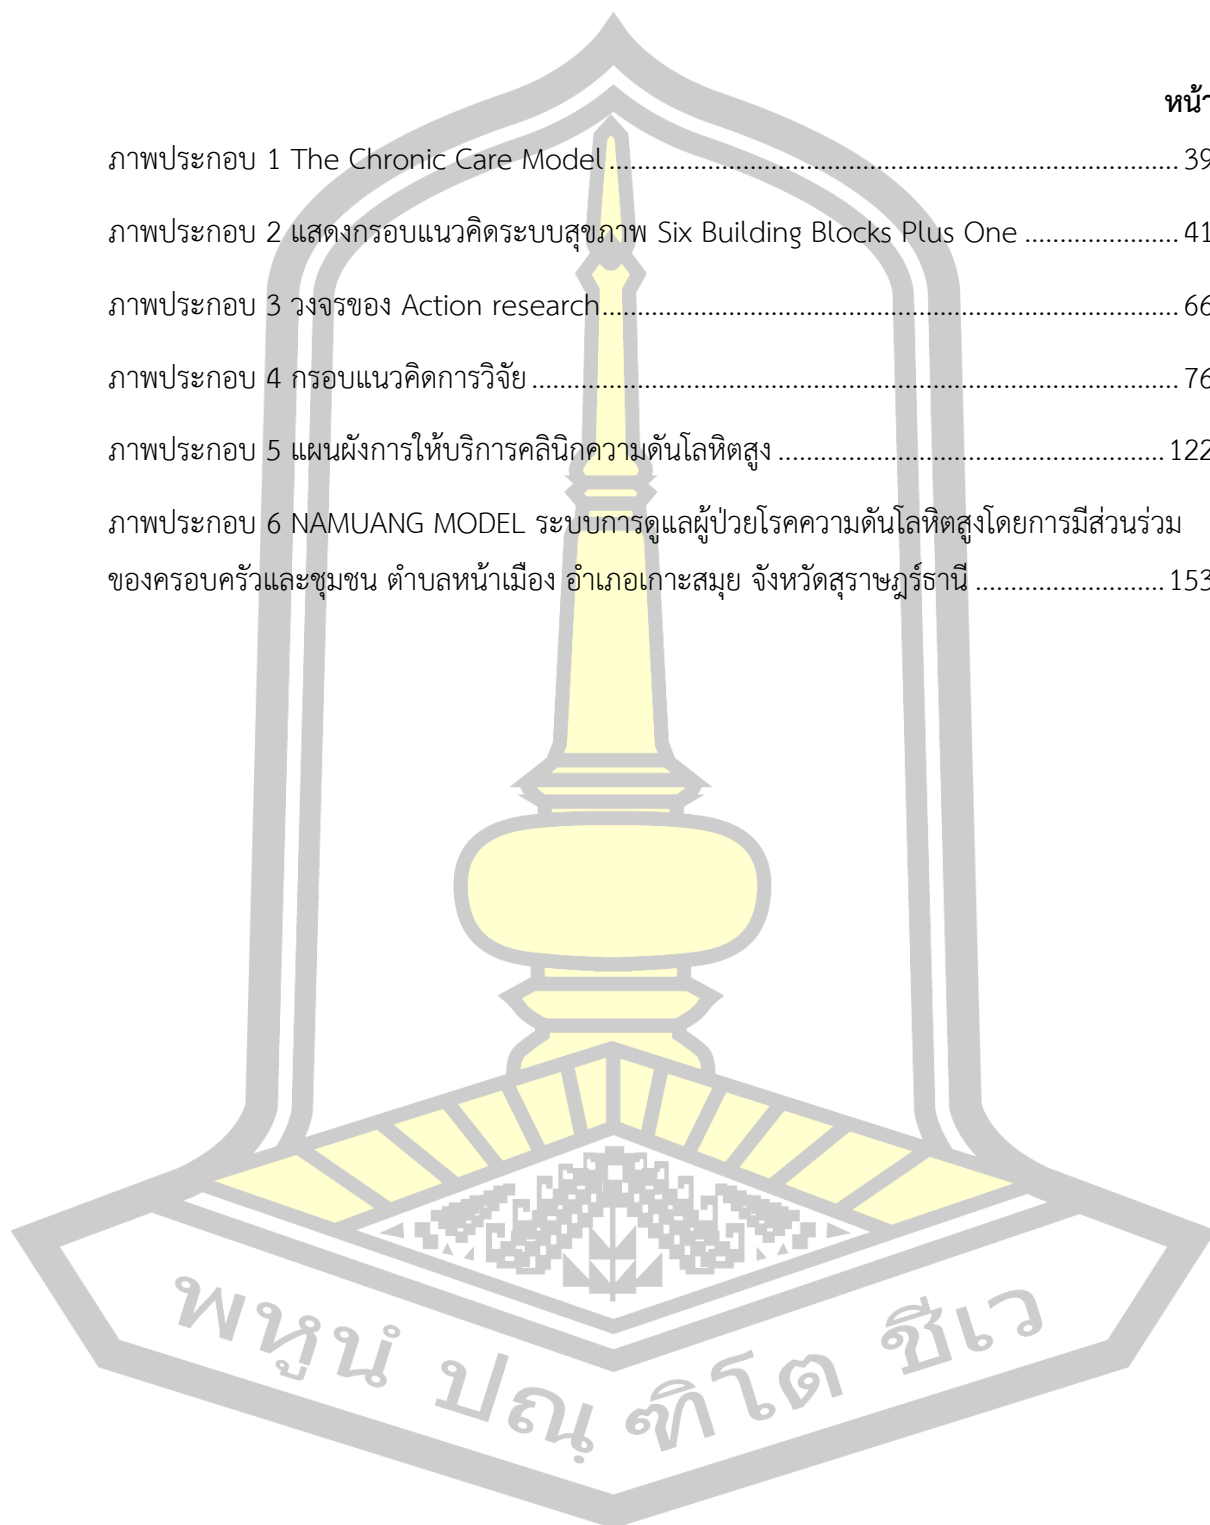 หน้า
ภาพประกอบ 1 The Chronic Care Model ........................................................................ 39
ภาพประกอบ 2 แสดงกรอบแนวคิดระบบสุขภาพ Six Building Blocks Plus One .................... 41
ภาพประกอบ 3 วงจรของ Action research......................................................................... 66
ภาพประกอบ 4 กรอบแนวคิดการวิจัย .................................................................................. 76
ภาพประกอบ 5 แผนผังการให้บริการคลินิกความดันโลหิตสูง ................................................. 122
ภาพประกอบ 6 NAMUANG MODEL ระบบการดูแลผู้ป่วยโรคความดันโลหิตสูงโดยการมีส่วนร่วม
ของครอบครัวและชุมชน ตำบลหน้าเมือง อำเภอเกาะสมุย จังหวัดสุราษฎร์ธานี ........................ 153
พหูนํ ปณฺฑิโต ชีเว